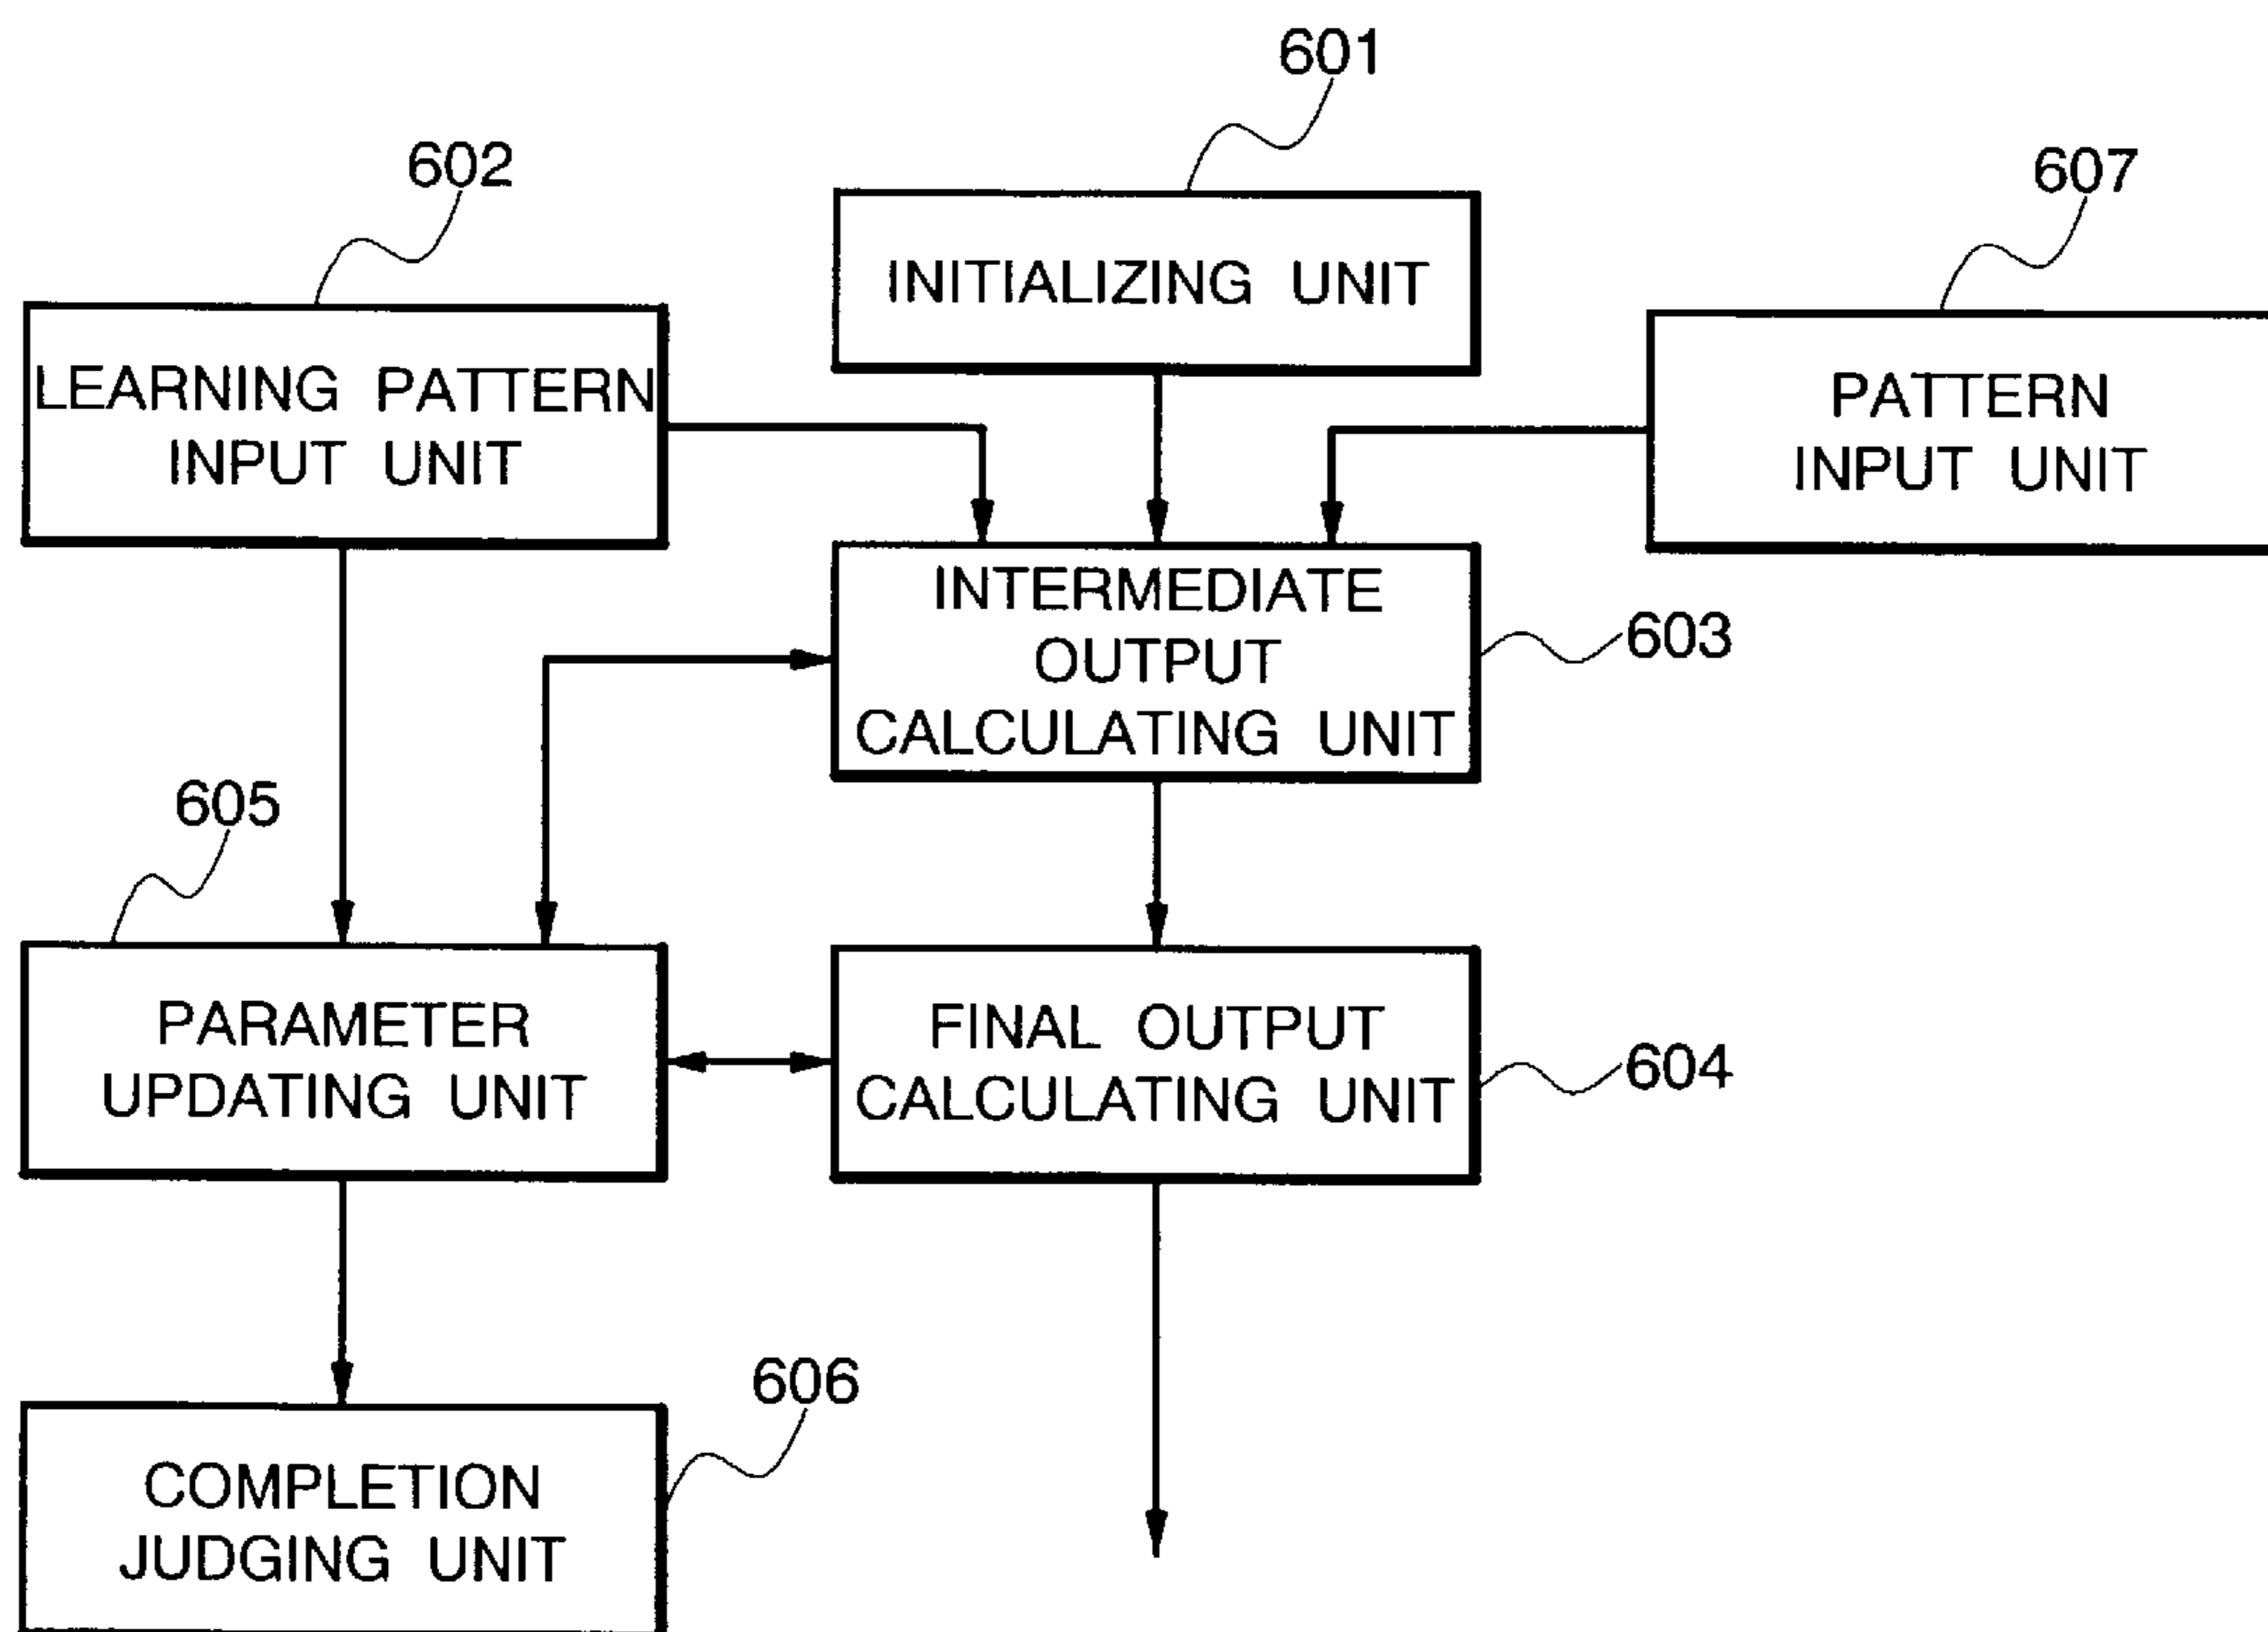 601
602
607
INITIALIZING UNIT
LEARNING PATTERN
INPUT UNIT
PATTERN
INPUT UNIT
INTERMEDIATE
OUTPUT
CALCULATING UNIT
603
605
PARAMETER
UPDATING UNIT
FINAL OUTPUT
CALCULATING UNIT
604
606
COMPLETION
JUDGING UNIT